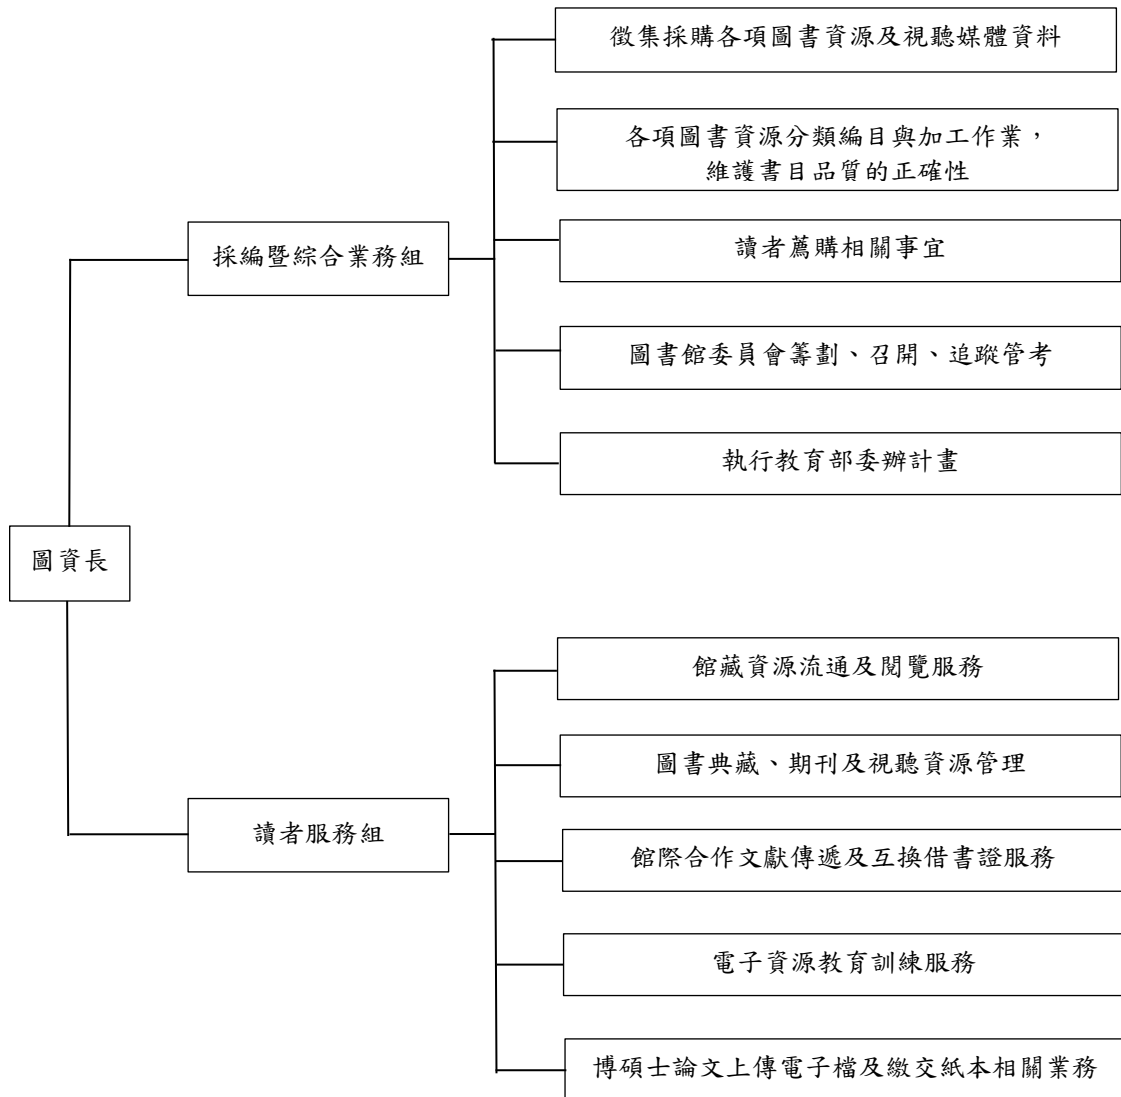 徵集採購各項圖書資源及視聽媒體資料
各項圖書資源分類編目與加工作業，
維護書目品質的正確性
採編暨綜合業務組
讀者薦購相關事宜
圖書館委員會籌劃、召開、追蹤管考
執行教育部委辦計畫
圖資長
館藏資源流通及閱覽服務
圖書典藏、期刊及視聽資源管理
讀者服務組
館際合作文獻傳遞及互換借書證服務
電子資源教育訓練服務
博碩士論文上傳電子檔及繳交紙本相關業務